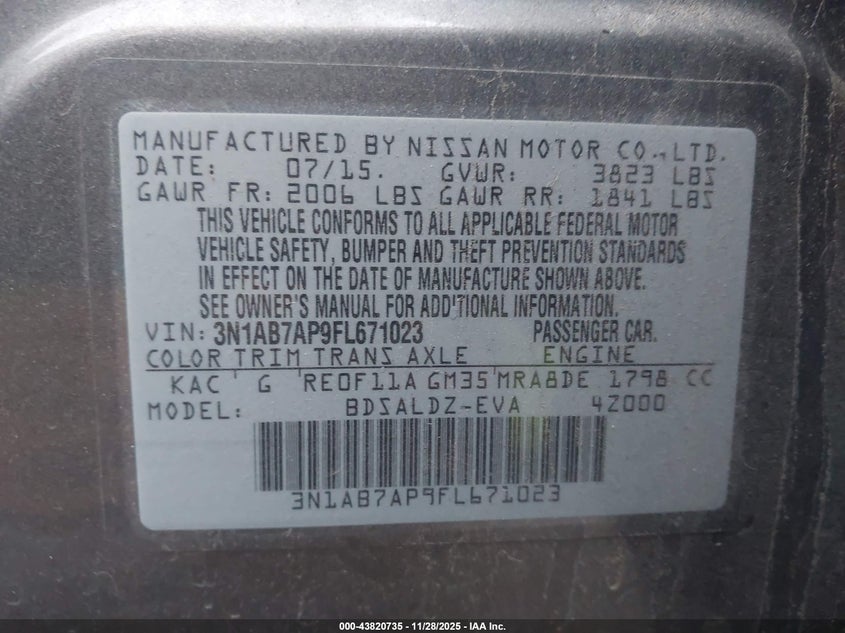 MANUFACTURED BY NISSAN MOTOR CO.,LTD.
DATE: 07/15. GVWR: 3823 LBS
GAWR FR: 2006 LBS GAWR RR: 1841 LBS
THIS VEHICLE CONFORMS TO ALL APPLICABLE FEDERAL MOTOR
VEHICLE SAFETY, BUMPER AND THEFT PREVENTION STANDARDS
IN EFFECT ON THE DATE OF MANUFACTURE SHOWN ABOVE.
SEE OWNER'S MANUAL FOR ADDITIONAL INFORMATION.
VIN: 3N1AB7AP9FL671023 PASSENGER CAR.
COLOR TRIM TRANS AXLE ENGINE
KAC G RE0F11A GM35 MRA8DE 1798 CC
MODEL: BDSALDZ-EVA 4Z000
3N1AB7AP9FL671023
000-43820735 - 11/28/2025 - IAA Inc.